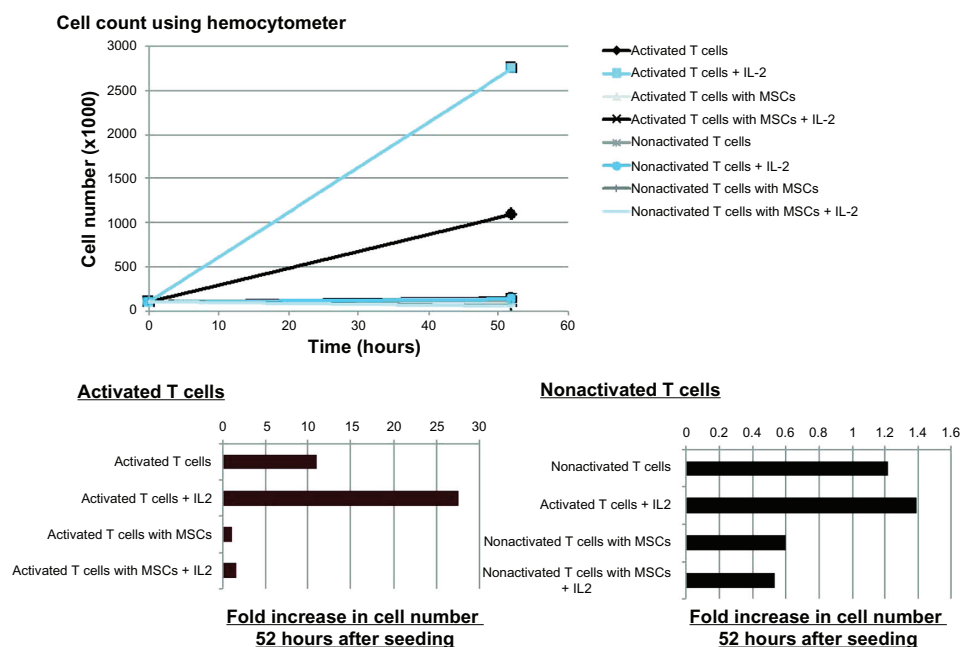 Cell count using hemocytometer
3000
2500
2000
1500
1000
500
0
Cell number (x1000)
0 10 20 30 40 50 60
Time (hours)
Activated T cells
Activated T cells + IL-2
Activated T cells with MSCs
Activated T cells with MSCs + IL-2
Nonactivated T cells
Nonactivated T cells + IL-2
Nonactivated T cells with MSCs
Nonactivated T cells with MSCs + IL-2
Activated T cells
0 5 10 15 20 25 30
Activated T cells
Activated T cells + IL2
Activated T cells with MSCs
Activated T cells with MSCs + IL2
Fold increase in cell number
52 hours after seeding
Nonactivated T cells
0 0.2 0.4 0.6 0.8 1 1.2 1.4 1.6
Nonactivated T cells
Activated T cells + IL2
Nonactivated T cells with MSCs
Nonactivated T cells with MSCs
+ IL2
Fold increase in cell number
52 hours after seeding